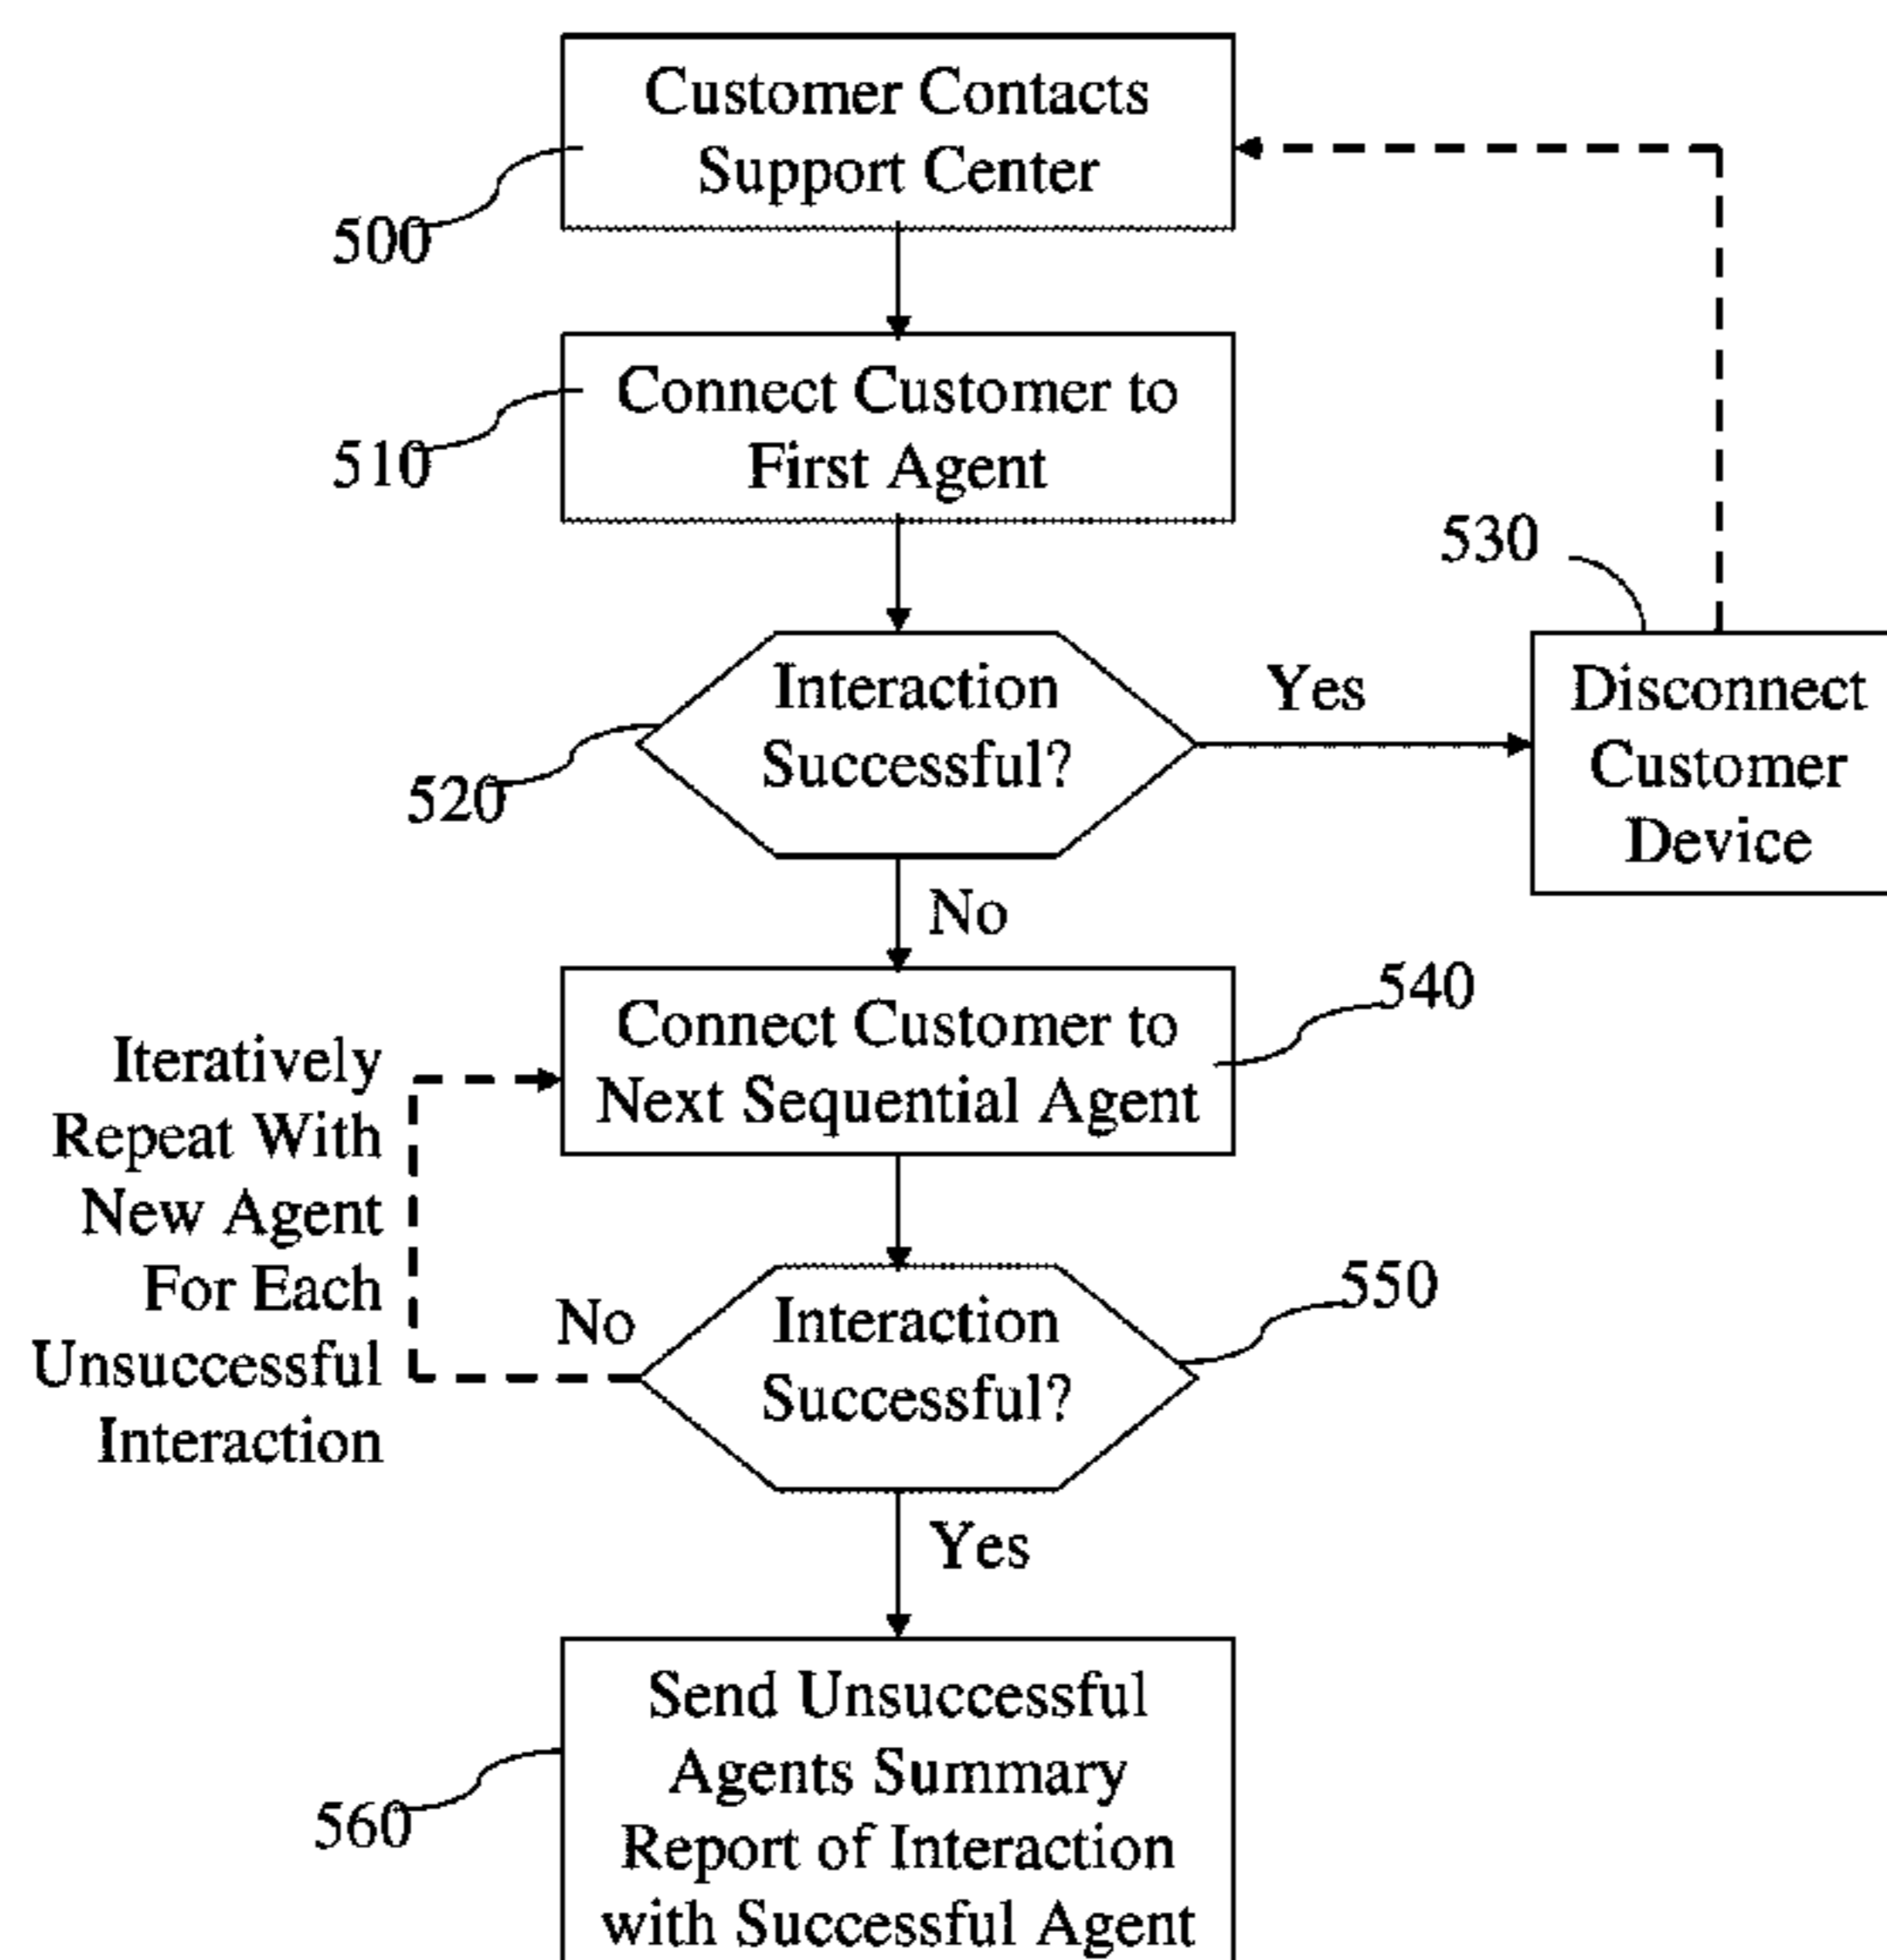 Customer Contacts
Support Center
500
Connect Customer to
First Agent
510
530
Interaction
Successful?
520
Yes
Disconnect
Customer
Device
No
540
Connect Customer to
Next Sequential Agent
Iteratively
Repeat With
New Agent
For Each
Unsuccessful
Interaction
No
Interaction
Successful?
550
Yes
Send Unsuccessful
Agents Summary
Report of Interaction
with Successful Agent
560